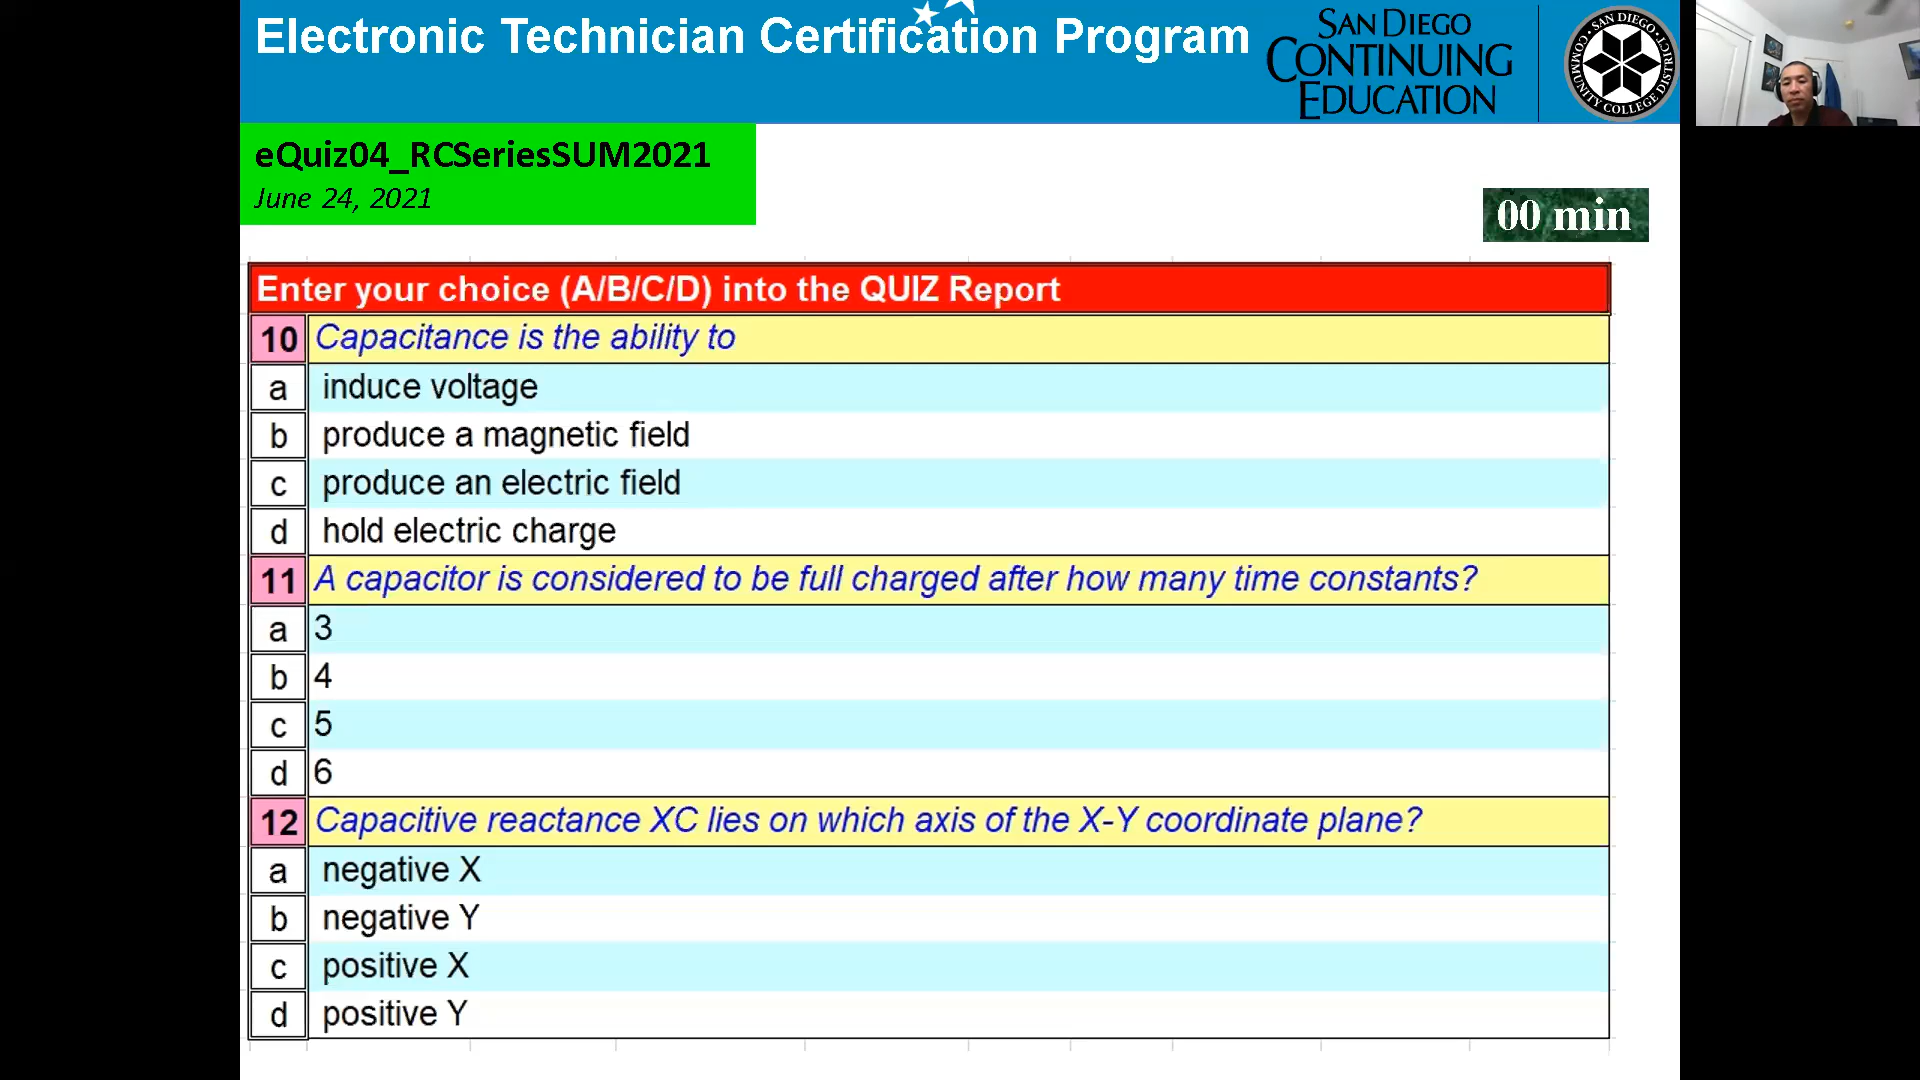 Electronic Technician Certification Program
SAN DIEGO
CONTINUING
EDUCATION
SAN DIEGO
COMMUNITY COLLEGE DISTRICT
eQuiz04_RCSeriesSUM2021
June 24, 2021
00 min
Enter your choice (A/B/C/D) into the QUIZ Report
10 Capacitance is the ability to
a induce voltage
b produce a magnetic field
c produce an electric field
d hold electric charge
11 A capacitor is considered to be full charged after how many time constants?
a 3
b 4
c 5
d 6
12 Capacitive reactance XC lies on which axis of the X-Y coordinate plane?
a negative X
b negative Y
c positive X
d positive Y